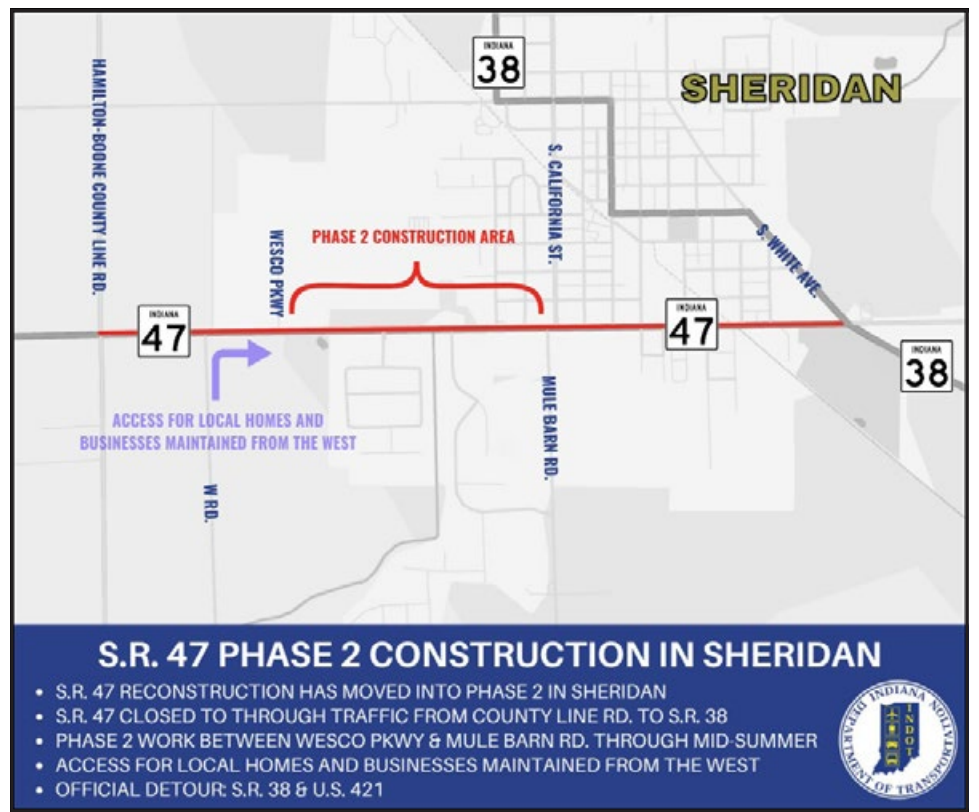 INDIANA
38
SHERIDAN
HAMILTON-BOONE COUNTY LINE RD.
S. CALIFORNIA ST.
WESCO PKWY
PHASE 2 CONSTRUCTION AREA
S. WHITE AVE.
INDIANA
47
INDIANA
47
INDIANA
38
ACCESS FOR LOCAL HOMES AND
BUSINESSES MAINTAINED FROM THE WEST
MULE BARN RD.
W RD.
S.R. 47 PHASE 2 CONSTRUCTION IN SHERIDAN
• S.R. 47 RECONSTRUCTION HAS MOVED INTO PHASE 2 IN SHERIDAN
• S.R. 47 CLOSED TO THROUGH TRAFFIC FROM COUNTY LINE RD. TO S.R. 38
• PHASE 2 WORK BETWEEN WESCO PKWY & MULE BARN RD. THROUGH MID-SUMMER
• ACCESS FOR LOCAL HOMES AND BUSINESSES MAINTAINED FROM THE WEST
• OFFICIAL DETOUR: S.R. 38 & U.S. 421
INDIANA
DEPARTMENT OF TRANSPORTATION
INDOT